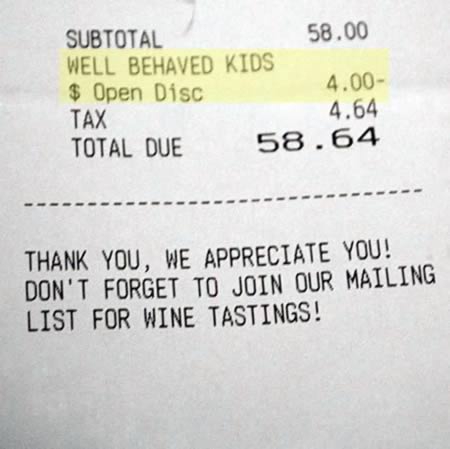 SUBTOTAL 58.00
WELL BEHAVED KIDS
$ Open Disc 4.00-
TAX 4.64
TOTAL DUE 58.64
THANK YOU, WE APPRECIATE YOU!
DON'T FORGET TO JOIN OUR MAILING
LIST FOR WINE TASTINGS!